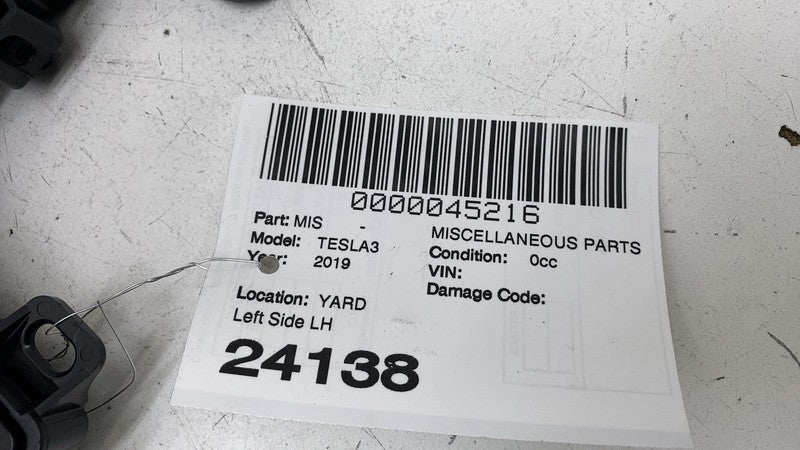 0000045216
Part: MIS - MISCELLANEOUS PARTS
Model: TESLA3 Condition: 0cc
Year: 2019 VIN:
Damage Code:
Location: YARD
Left Side LH
24138